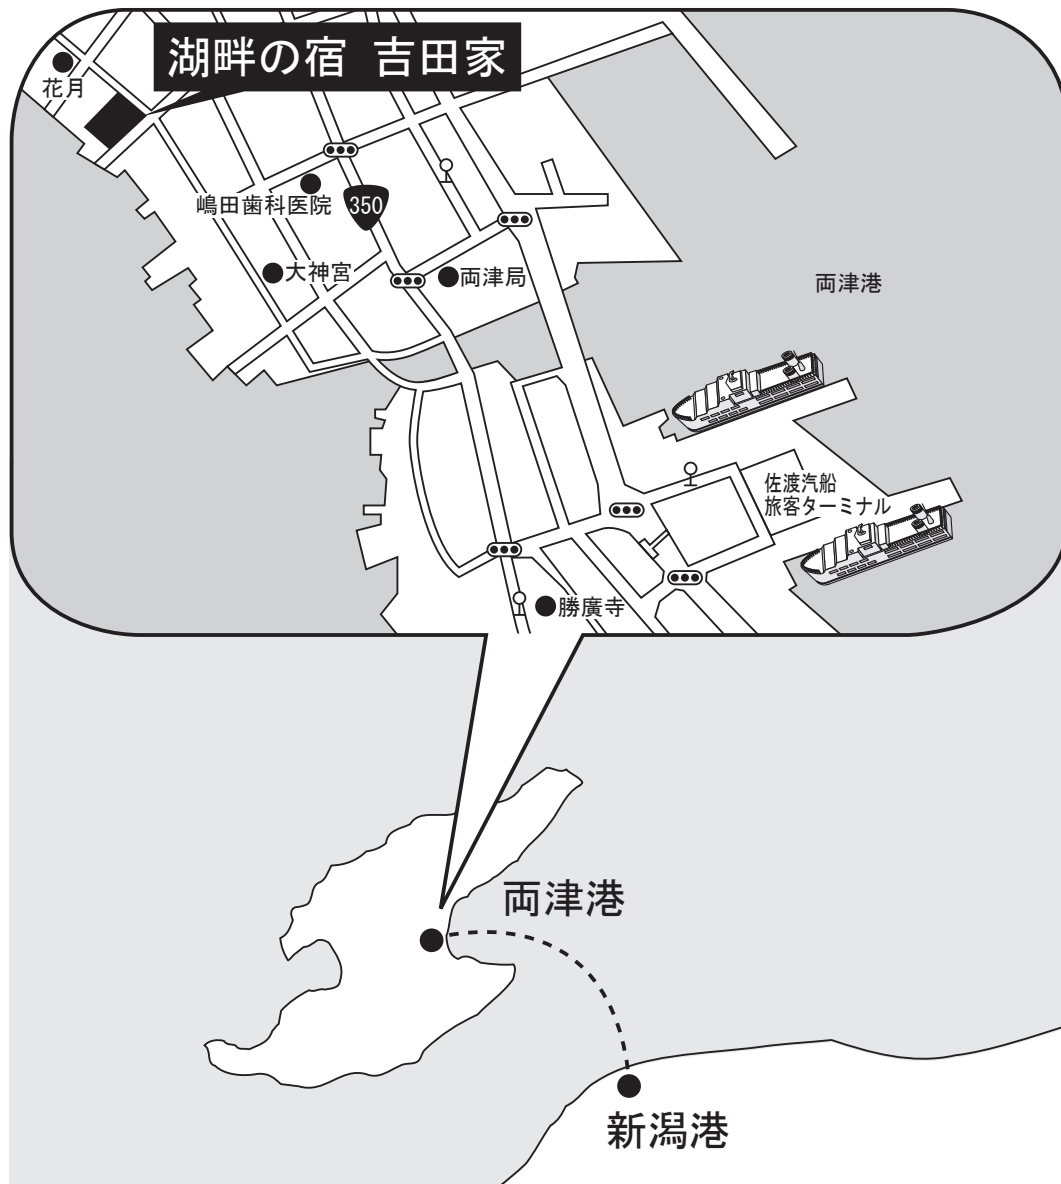 湖畔の宿 吉田家
花月
嶋田歯科医院
350
大神宮
両津局
両津港
佐渡汽船
旅客ターミナル
勝廣寺
両津港
新潟港